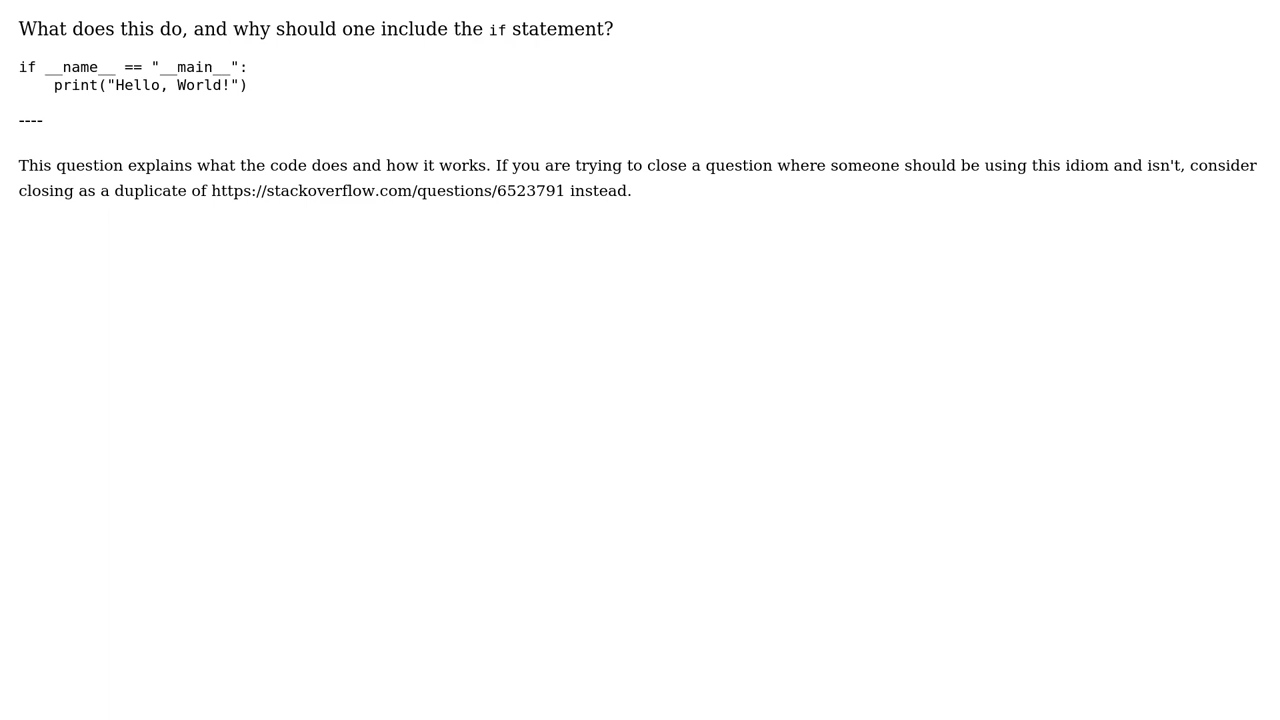 What does this do, and why should one include the if statement?
if __name__ == "__main__":
    print("Hello, World!")
----
This question explains what the code does and how it works. If you are trying to close a question where someone should be using this idiom and isn't, consider
closing as a duplicate of https://stackoverflow.com/questions/6523791 instead.